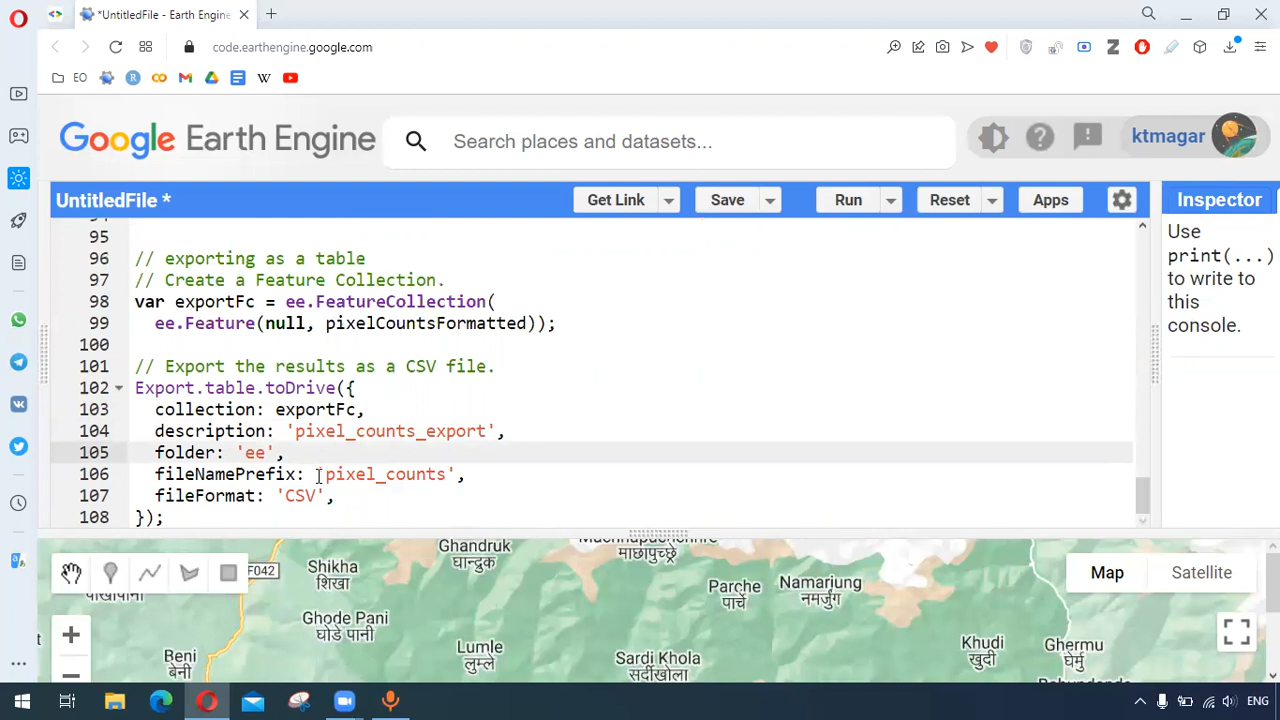 *UntitledFile - Earth Engine
code.earthengine.google.com
EO
Google Earth Engine
Search places and datasets...
ktmagar
UntitledFile *
Get Link
Save
Run
Reset
Apps
Inspector
95
96 // exporting as a table
97 // Create a Feature Collection.
98 var exportFc = ee.FeatureCollection(
99 ee.Feature(null, pixelCountsFormatted));
100
101 // Export the results as a CSV file.
102 Export.table.toDrive({
103 collection: exportFc,
104 description: 'pixel_counts_export',
105 folder: 'ee',
106 fileNamePrefix: 'pixel_counts',
107 fileFormat: 'CSV',
108 });
Use
print(...)
to write to
this
console.
Ghandruk
घान्द्रुक
Shikha
शिखा
F042
Ghode Pani
घोडे पानी
Beni
बेनी
Lumle
लुम्ले
Parche
पार्चे
Namarjung
नमर्जुंग
Sardi Khola
सर्दीखोला
Khudi
खुदी
Ghermu
घेर्मु
Map
Satellite
ENG